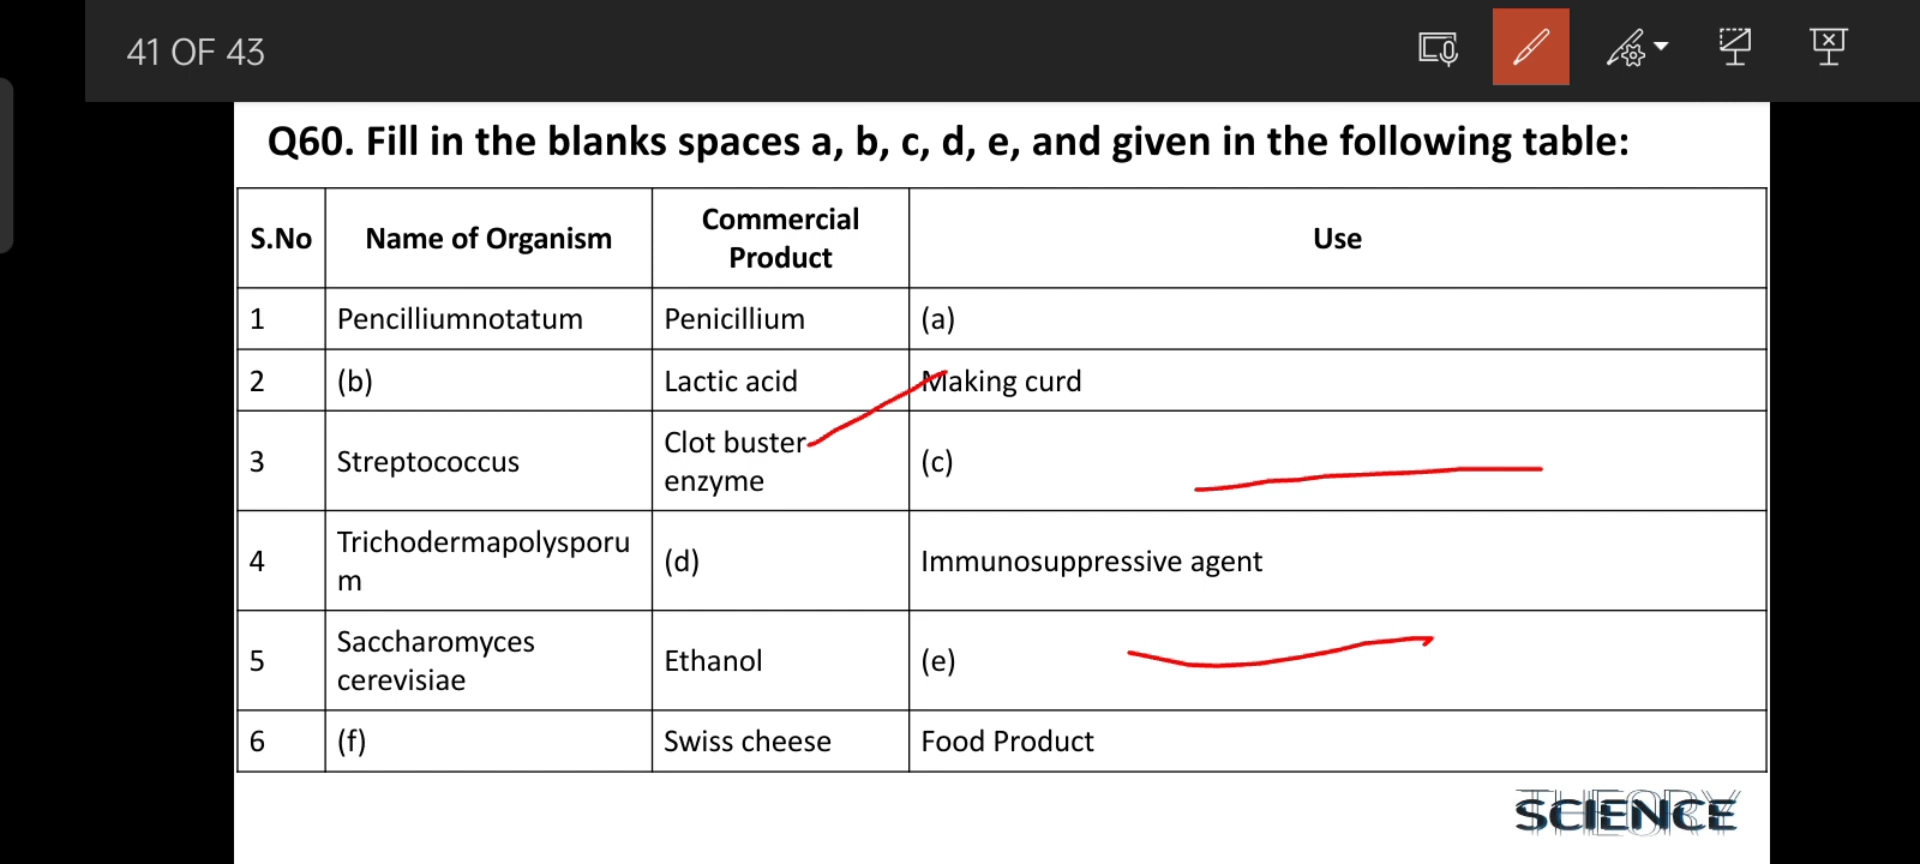 41 OF 43
Q60. Fill in the blanks spaces a, b, c, d, e, and given in the following table:
S.No Name of Organism Commercial Product Use
1 Pencilliumnotatum Penicillium (a)
2 (b) Lactic acid Making curd
3 Streptococcus Clot buster enzyme (c)
4 Trichodermapolysporum (d) Immunosuppressive agent
5 Saccharomyces cerevisiae Ethanol (e)
6 (f) Swiss cheese Food Product
SCIENCE
THEORY